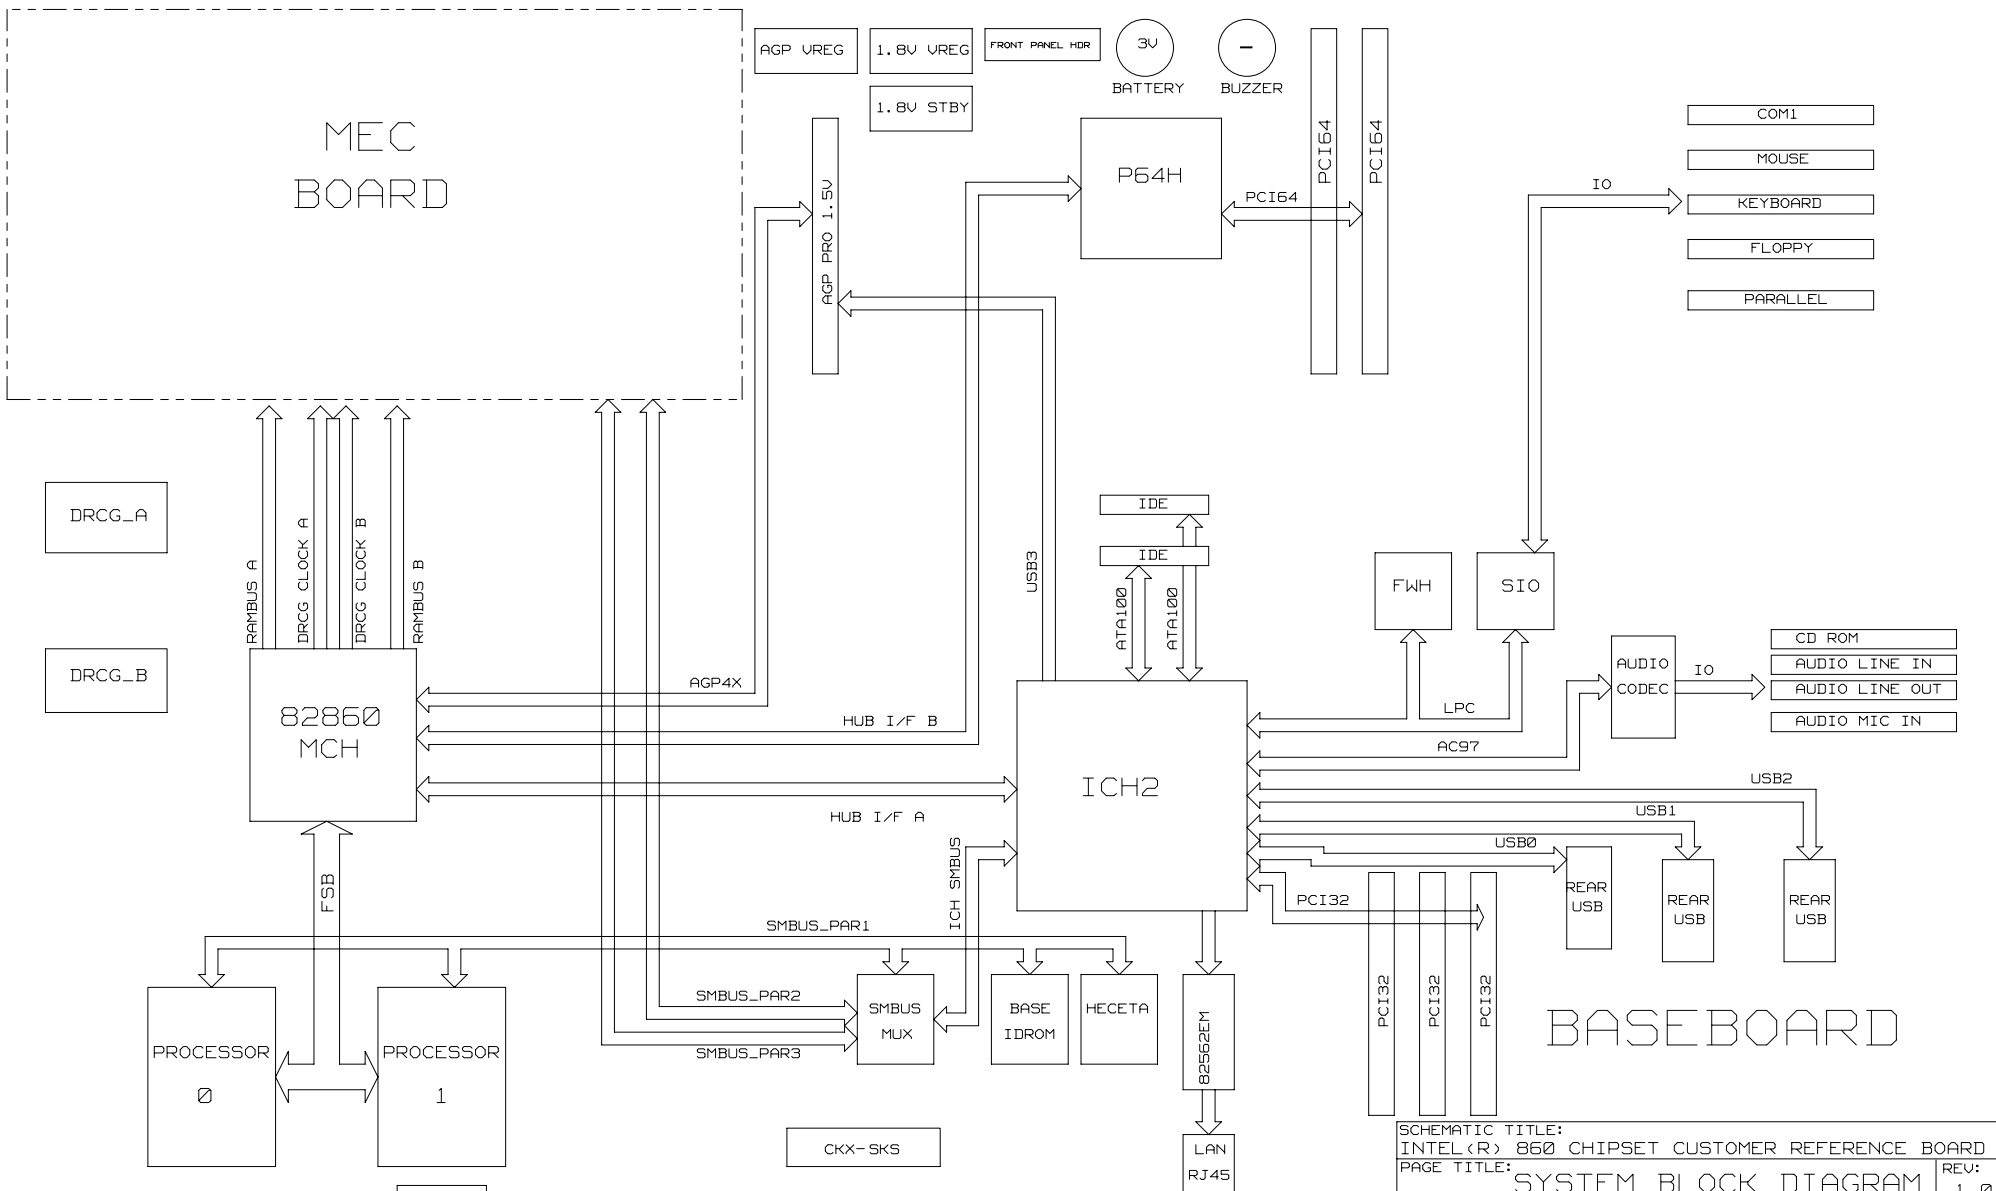 AGP VREG
1.8V VREG
FRONT PANEL HDR
3V
BATTERY
–
BUZZER
1.8V STBY
MEC
BOARD
AGP PRO 1.5V
P64H
PCI64
PCI64
PCI64
COM1
MOUSE
IO
KEYBOARD
FLOPPY
PARALLEL
DRCG_A
DRCG_B
RAMBUS A
DRCG CLOCK A
DRCG CLOCK B
RAMBUS B
USB3
IDE
IDE
ATA100
ATA100
FWH
SIO
AUDIO
CODEC
IO
CD ROM
AUDIO LINE IN
AUDIO LINE OUT
AUDIO MIC IN
82860
MCH
AGP4X
HUB I/F B
HUB I/F A
ICH2
LPC
AC97
USB2
USB1
USB0
REAR
USB
REAR
USB
REAR
USB
PCI32
PCI32
PCI32
PCI32
FSB
ICH SMBUS
SMBUS_PAR1
SMBUS_PAR2
SMBUS_PAR3
PROCESSOR
0
PROCESSOR
1
SMBUS
MUX
BASE
IDROM
HECETA
82562EM
LAN
RJ45
CKX-SKS
BASEBOARD
SCHEMATIC TITLE:
INTEL(R) 860 CHIPSET CUSTOMER REFERENCE BOARD
PAGE TITLE:
SYSTEM BLOCK DIAGRAM
REV:
1.0